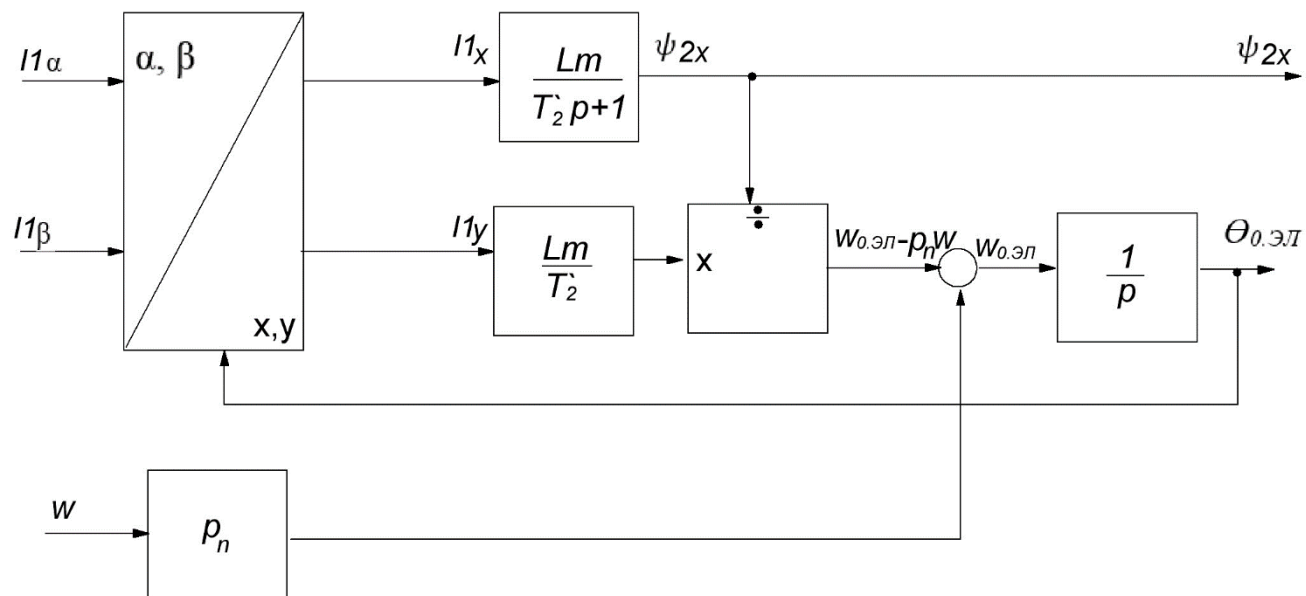 I1α
α, β
I1x
Lm
T`2 p+1
ψ2x
ψ2x
I1β
I1y
Lm
T`2
÷
x
w0.ЭЛ-pnw
w0.ЭЛ
1
p
Θ0.ЭЛ
x,y
w
pn